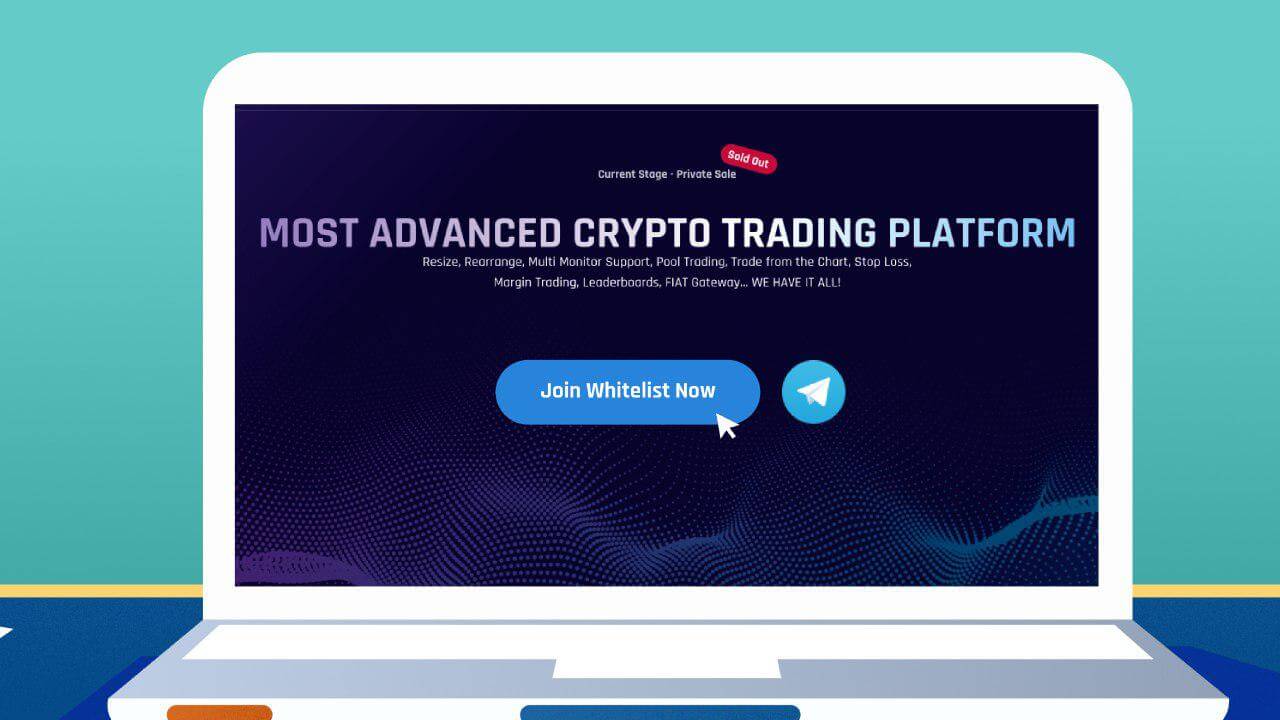 Sold Out
Current Stage - Private Sale
MOST ADVANCED CRYPTO TRADING PLATFORM
Resize, Rearrange, Multi Monitor Support, Pool Trading, Trade from the Chart, Stop Loss,
Margin Trading, Leaderboards, FIAT Gateway... WE HAVE IT ALL!
Join Whitelist Now